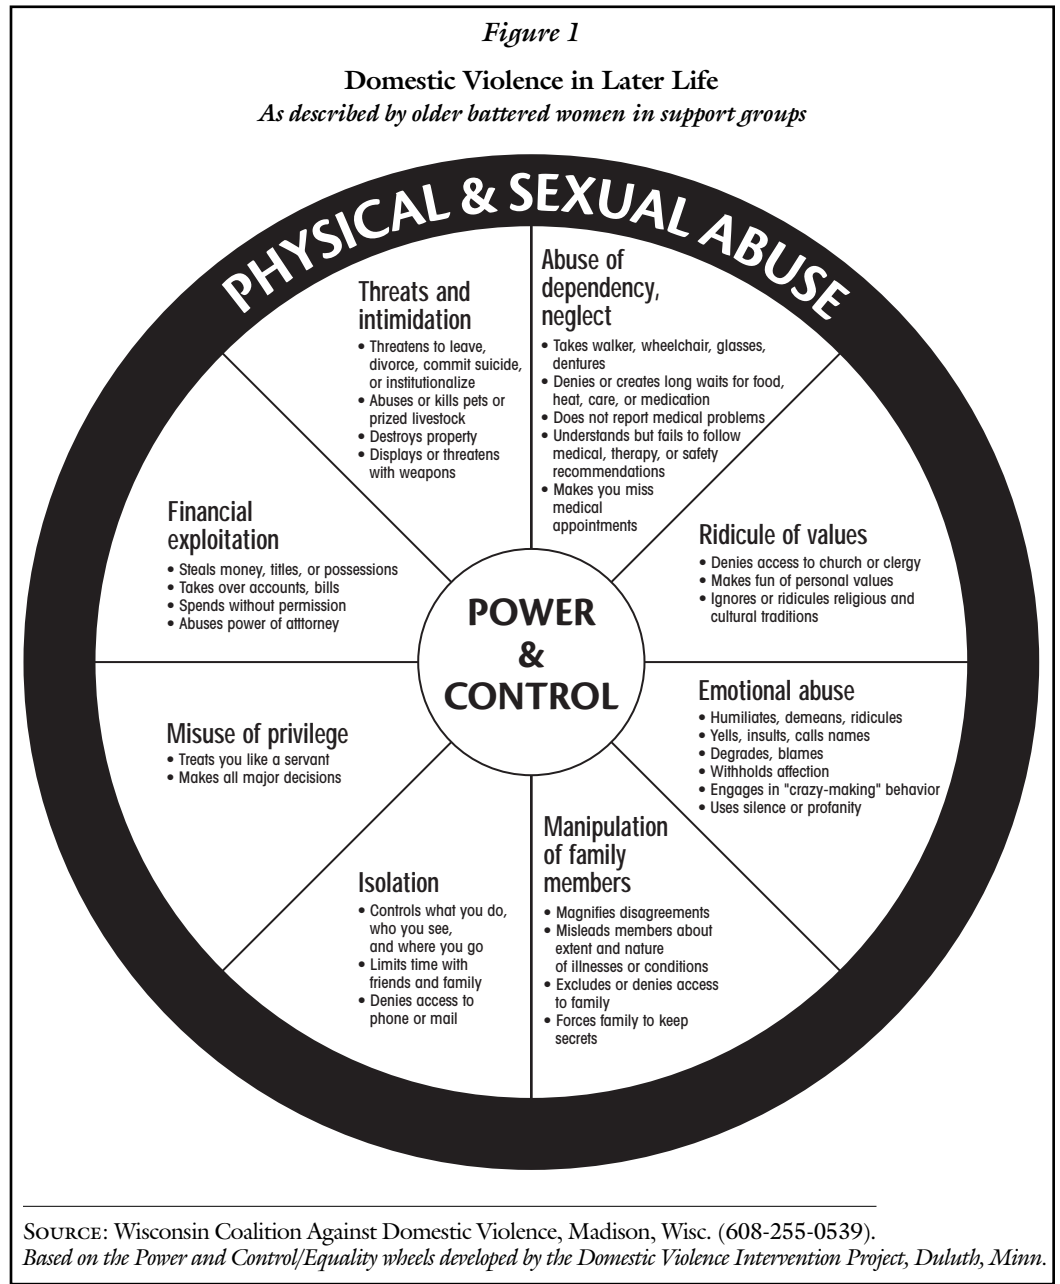 Figure 1
Domestic Violence in Later Life
As described by older battered women in support groups
PHYSICAL & SEXUAL ABUSE
Threats and
intimidation
• Threatens to leave,
divorce, commit suicide,
or institutionalize
• Abuses or kills pets or
prized livestock
• Destroys property
• Displays or threatens
with weapons
Abuse of
dependency,
neglect
• Takes walker, wheelchair, glasses,
dentures
• Denies or creates long waits for food,
heat, care, or medication
• Does not report medical problems
• Understands but fails to follow
medical, therapy, or safety
recommendations
• Makes you miss
medical
appointments
Financial
exploitation
• Steals money, titles, or possessions
• Takes over accounts, bills
• Spends without permission
• Abuses power of attorney
Ridicule of values
• Denies access to church or clergy
• Makes fun of personal values
• Ignores or ridicules religious and
cultural traditions
POWER
&
CONTROL
Misuse of privilege
• Treats you like a servant
• Makes all major decisions
Emotional abuse
• Humiliates, demeans, ridicules
• Yells, insults, calls names
• Degrades, blames
• Withholds affection
• Engages in "crazy-making" behavior
• Uses silence or profanity
Isolation
• Controls what you do,
who you see,
and where you go
• Limits time with
friends and family
• Denies access to
phone or mail
Manipulation
of family
members
• Magnifies disagreements
• Misleads members about
extent and nature
of illnesses or conditions
• Excludes or denies access
to family
• Forces family to keep
secrets
SOURCE: Wisconsin Coalition Against Domestic Violence, Madison, Wisc. (608-255-0539).
Based on the Power and Control/Equality wheels developed by the Domestic Violence Intervention Project, Duluth, Minn.